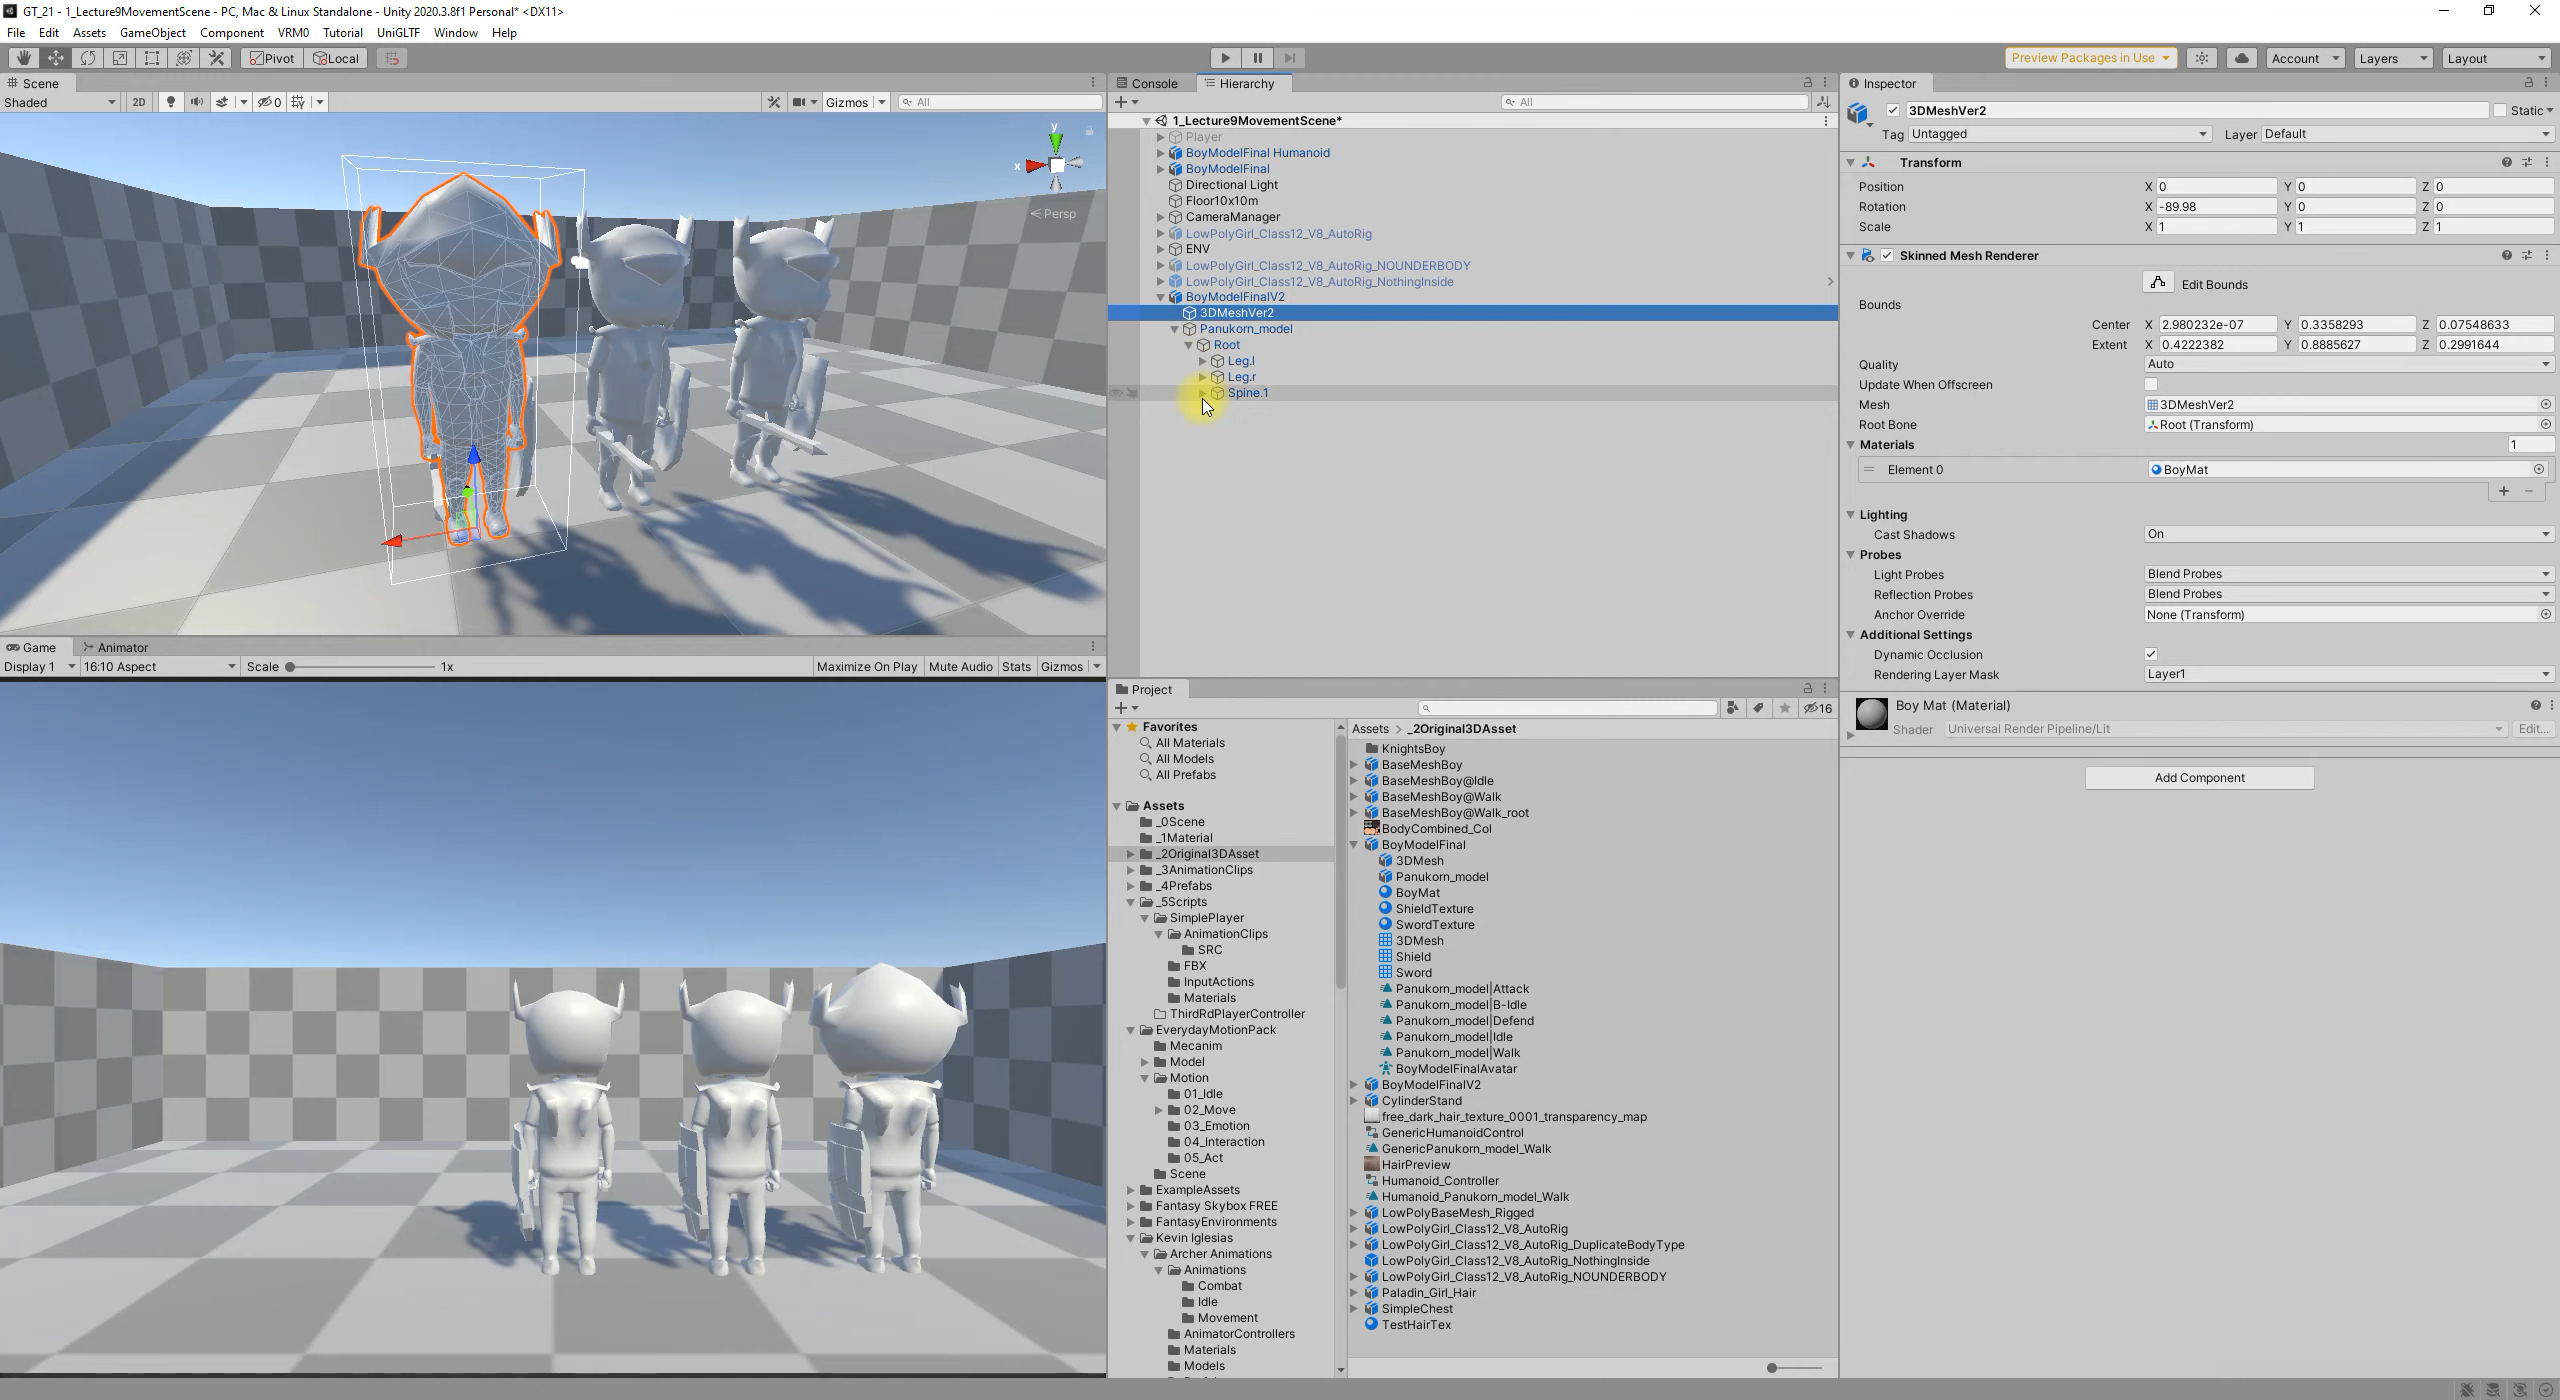 GT_21 - 1_Lecture9MovementScene - PC, Mac & Linux Standalone - Unity 2020.3.8f1 Personal* <DX11>
File Edit Assets GameObject Component VRM0 Tutorial UniGLTF Window Help
Pivot Local
Preview Packages in Use Account Layers Layout
Scene
Shaded 2D 0 Gizmos All
y
x
Persp
Game Animator
Display 1 16:10 Aspect Scale 1x Maximize On Play Mute Audio Stats Gizmos
Console Hierarchy
All
1_Lecture9MovementScene*
Player
BoyModelFinal Humanoid
BoyModelFinal
Directional Light
Floor10x10m
CameraManager
LowPolyGirl_Class12_V8_AutoRig
ENV
LowPolyGirl_Class12_V8_AutoRig_NOUNDERBODY
LowPolyGirl_Class12_V8_AutoRig_NothingInside
BoyModelFinalV2
3DMeshVer2
Panukorn_model
Root
Leg.l
Leg.r
Spine.1
Project
16
Favorites
All Materials
All Models
All Prefabs
Assets
_0Scene
_1Material
_2Original3DAsset
_3AnimationClips
_4Prefabs
_5Scripts
SimplePlayer
AnimationClips
SRC
FBX
InputActions
Materials
ThirdRdPlayerController
EverydayMotionPack
Mecanim
Model
Motion
01_Idle
02_Move
03_Emotion
04_Interaction
05_Act
Scene
ExampleAssets
Fantasy Skybox FREE
FantasyEnvironments
Kevin Iglesias
Archer Animations
Animations
Combat
Idle
Movement
AnimatorControllers
Materials
Models
Assets > _2Original3DAsset
KnightsBoy
BaseMeshBoy
BaseMeshBoy@Idle
BaseMeshBoy@Walk
BaseMeshBoy@Walk_root
BodyCombined_Col
BoyModelFinal
3DMesh
Panukorn_model
BoyMat
ShieldTexture
SwordTexture
3DMesh
Shield
Sword
Panukorn_model|Attack
Panukorn_model|B-Idle
Panukorn_model|Defend
Panukorn_model|Idle
Panukorn_model|Walk
BoyModelFinalAvatar
BoyModelFinalV2
CylinderStand
free_dark_hair_texture_0001_transparency_map
GenericHumanoidControl
GenericPanukorn_model_Walk
HairPreview
Humanoid_Controller
Humanoid_Panukorn_model_Walk
LowPolyBaseMesh_Rigged
LowPolyGirl_Class12_V8_AutoRig
LowPolyGirl_Class12_V8_AutoRig_DuplicateBodyType
LowPolyGirl_Class12_V8_AutoRig_NothingInside
LowPolyGirl_Class12_V8_AutoRig_NOUNDERBODY
Paladin_Girl_Hair
SimpleChest
TestHairTex
Inspector
3DMeshVer2 Static
Tag Untagged Layer Default
Transform
Position X 0 Y 0 Z 0
Rotation X -89.98 Y 0 Z 0
Scale X 1 Y 1 Z 1
Skinned Mesh Renderer
Edit Bounds
Bounds
Center X 2.980232e-07 Y 0.3358293 Z 0.07548633
Extent X 0.4222382 Y 0.8885627 Z 0.2991644
Quality Auto
Update When Offscreen
Mesh 3DMeshVer2
Root Bone Root (Transform)
Materials 1
Element 0 BoyMat
Lighting
Cast Shadows On
Probes
Light Probes Blend Probes
Reflection Probes Blend Probes
Anchor Override None (Transform)
Additional Settings
Dynamic Occlusion
Rendering Layer Mask Layer1
Boy Mat (Material)
Shader Universal Render Pipeline/Lit Edit...
Add Component